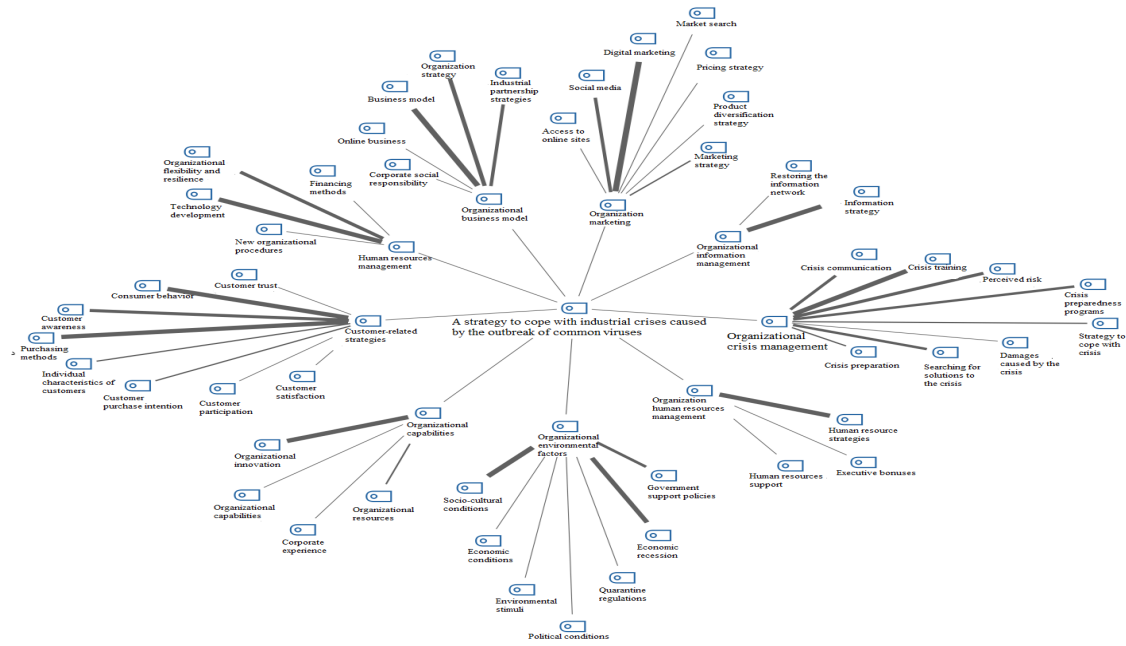 Market search
Digital marketing
Organization
strategy
Pricing strategy
Industrial
partnership
strategies
Social media
Business model
Product
diversification
strategy
Access to
online sites
Online business
Marketing
strategy
Organizational
flexibility and
resilience
Corporate social
responsibility
Financing
methods
Restoring the
information
network
Information
strategy
Technology
development
Organizational
business model
Organization
marketing
New organizational
procedures
Human resources
management
Organizational
information
management
Crisis communication
Crisis training
Perceived risk
Crisis
preparedness
programs
Customer trust
Consumer behavior
Customer
awareness
A strategy to cope with industrial crises caused
by the outbreak of common viruses
Customer-related
strategies
Organizational
crisis management
Strategy to
cope with
crisis
Purchasing
methods
Individual
characteristics of
customers
Customer
purchase intention
Customer
participation
Customer
satisfaction
Crisis preparation
Searching for
solutions to
the crisis
Damages
caused by the
crisis
Organization
human resources
management
Organizational
capabilities
Organizational
environmental
factors
Human resource
strategies
Organizational
innovation
Executive bonuses
Human resources
support
Government
support policies
Socio-cultural
conditions
Organizational
capabilities
Organizational
resources
Corporate
experience
Economic
conditions
Economic
recession
Environmental
stimuli
Quarantine
regulations
Political conditions